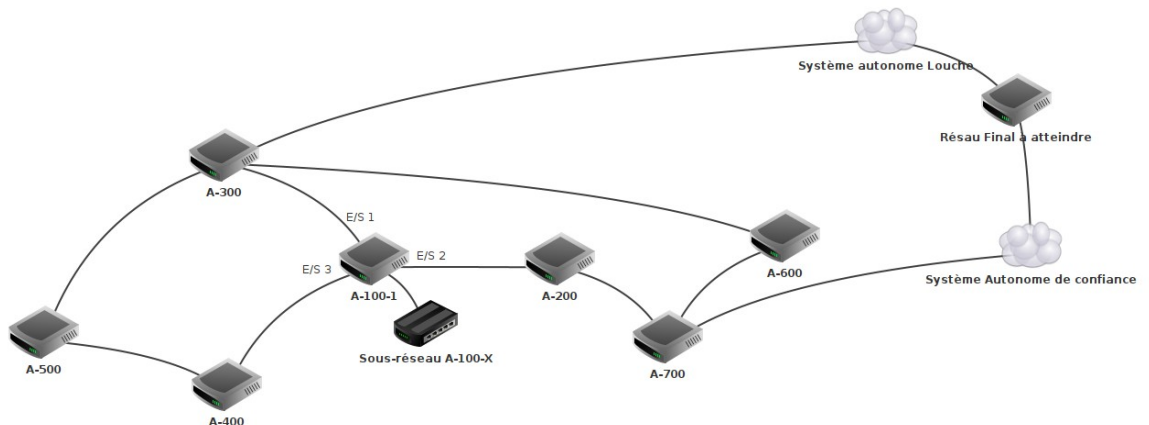 Système autonome Louche
Résau Final à atteindre
A-300
E/S 1
E/S 2
E/S 3
A-100-1
A-200
A-600
Système Autonome de confiance
Sous-réseau A-100-X
A-500
A-700
A-400